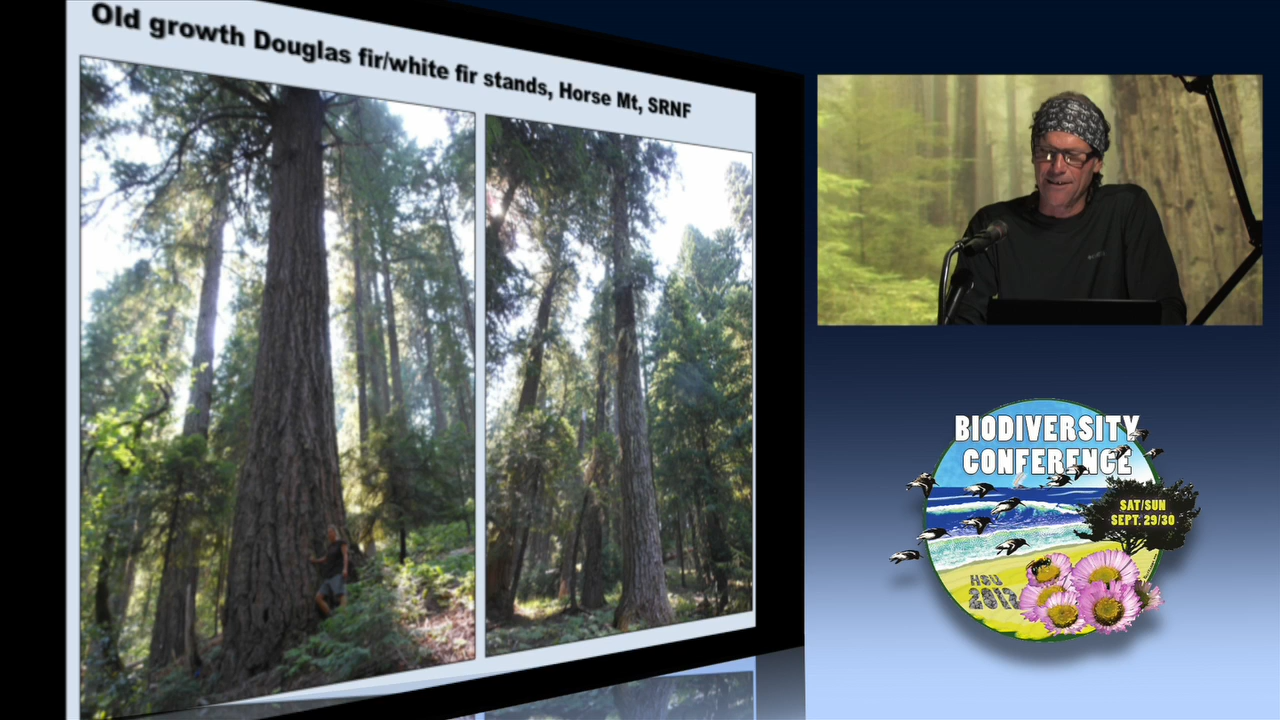 Old growth Douglas fir/white fir stands, Horse Mt, SRNF
BIODIVERSITY
CONFERENCE
SAT/SUN
SEPT. 29/30
HSU
2012